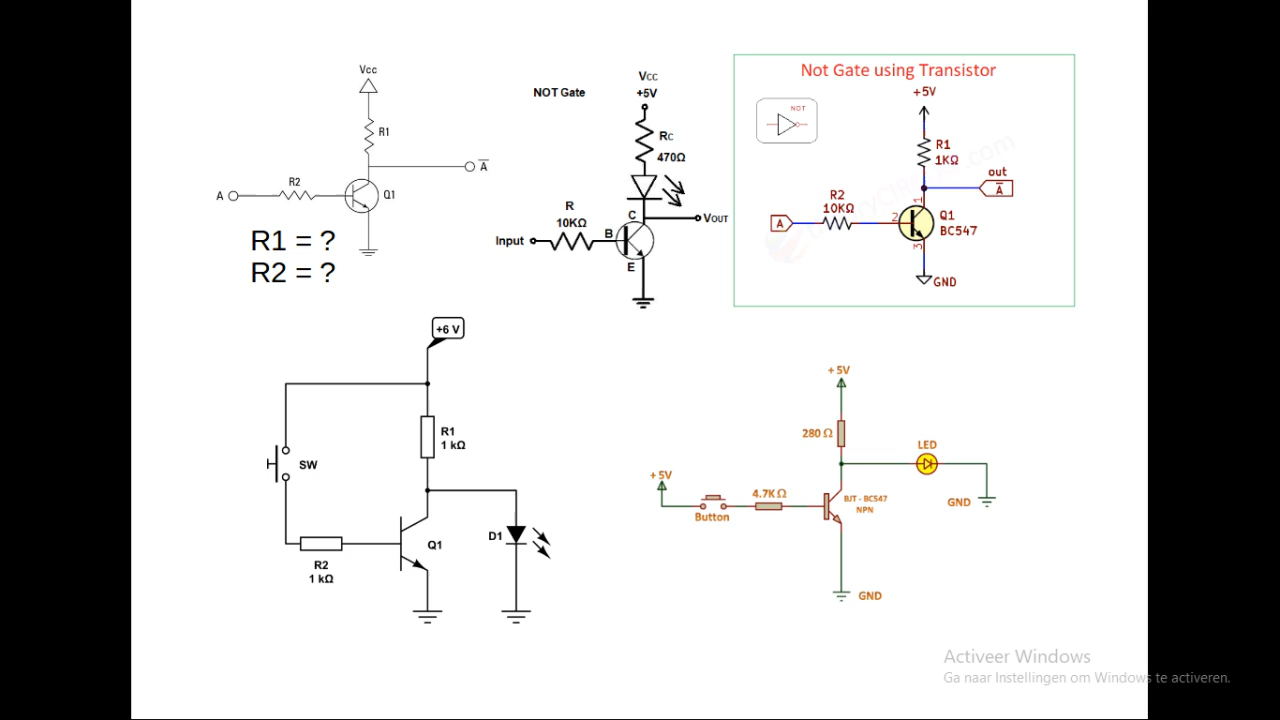 Vcc
R1
A̅
A
R2
Q1
R1 = ?
R2 = ?
NOT Gate
Vcc
+5V
Rc
470Ω
R
10KΩ
Input
B
C
E
VOUT
Not Gate using Transistor
NOT
+5V
R1
1KΩ
out
A̅
R2
10KΩ
A
1
2
3
Q1
BC547
GND
+6 V
R1
1 kΩ
SW
R2
1 kΩ
Q1
D1
+5V
280 Ω
LED
GND
+5V
Button
4.7K Ω
BJT - BC547
NPN
GND
Activeer Windows
Ga naar Instellingen om Windows te activeren.